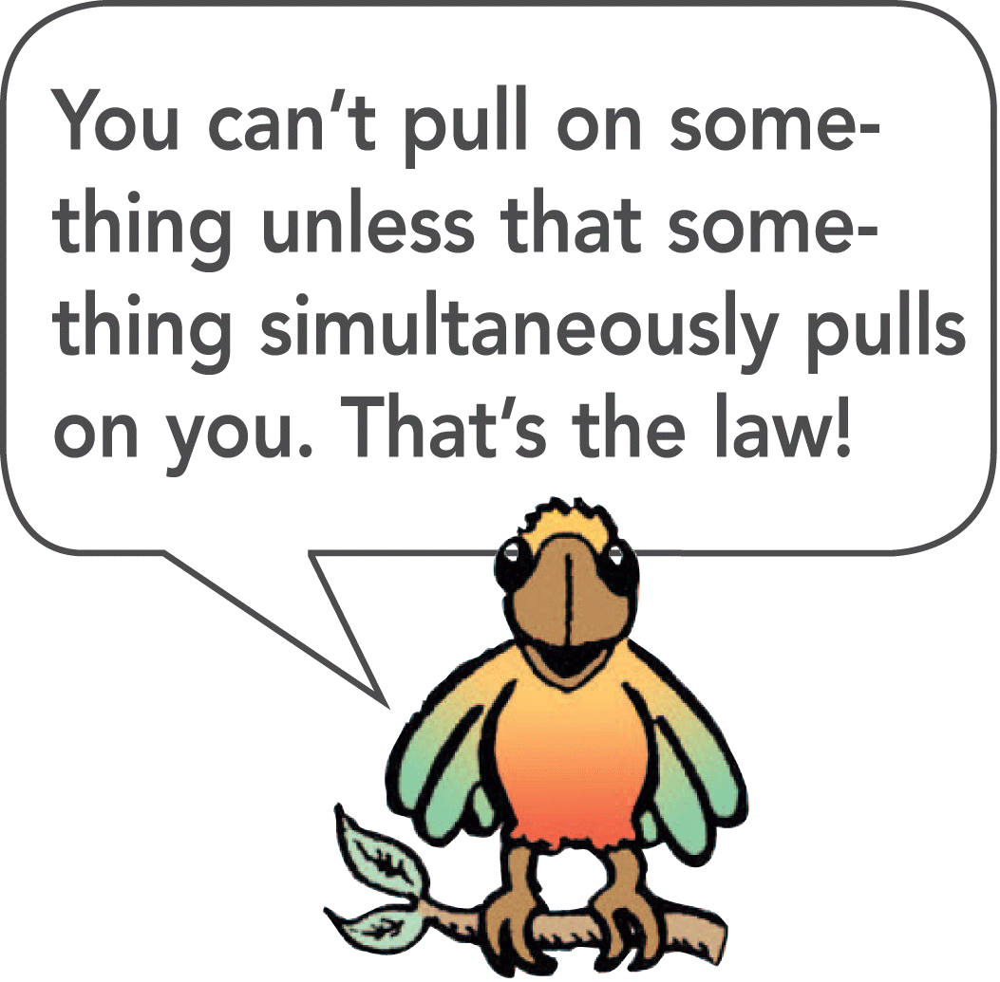 You can’t pull on some-
thing unless that some-
thing simultaneously pulls
on you. That’s the law!